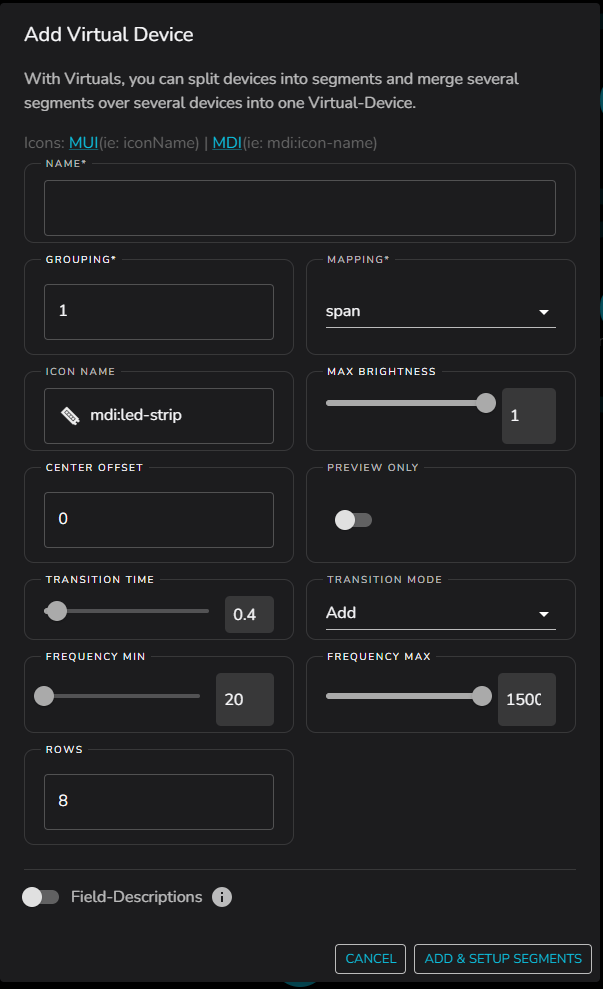 Add Virtual Device
With Virtuals, you can split devices into segments and merge several
segments over several devices into one Virtual-Device.
Icons: MUI(ie: iconName) | MDI(ie: mdi:icon-name)
NAME*
GROUPING*
1
MAPPING*
span
ICON NAME
mdi:led-strip
MAX BRIGHTNESS
1
CENTER OFFSET
0
PREVIEW ONLY
TRANSITION TIME
0.4
TRANSITION MODE
Add
FREQUENCY MIN
20
FREQUENCY MAX
1500
ROWS
8
Field-Descriptions
CANCEL
ADD & SETUP SEGMENTS